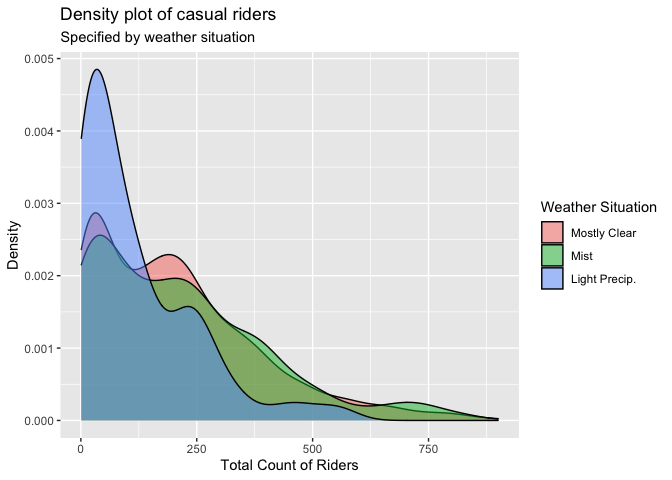 Density plot of casual riders
Specified by weather situation
0.005
0.004
0.003
0.002
0.001
0.000
Density
0
250
500
750
Total Count of Riders
Weather Situation
Mostly Clear
Mist
Light Precip.